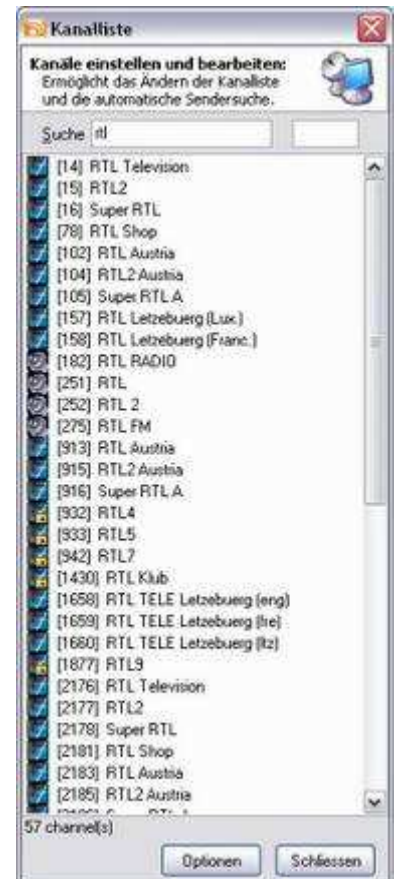 Kanalliste
Kanäle einstellen und bearbeiten:
Ermöglicht das Ändern der Kanalliste
und die automatische Sendersuche.
Suche rtl
[14] RTL Television
[15] RTL2
[16] Super RTL
[78] RTL Shop
[102] RTL Austria
[104] RTL2 Austria
[105] Super RTL A
[157] RTL Letzebuerg (Lux.)
[158] RTL Letzebuerg (Franc.)
[182] RTL RADIO
[251] RTL
[252] RTL 2
[275] RTL FM
[913] RTL Austria
[915] RTL2 Austria
[916] Super RTL A
[932] RTL4
[933] RTL5
[942] RTL7
[1430] RTL Klub
[1658] RTL TELE Letzebuerg (eng)
[1659] RTL TELE Letzebuerg (fre)
[1660] RTL TELE Letzebuerg (ltz)
[1877] RTL9
[2176] RTL Television
[2177] RTL2
[2178] Super RTL
[2181] RTL Shop
[2183] RTL Austria
[2185] RTL2 Austria
57 channel(s)
Optionen Schliessen